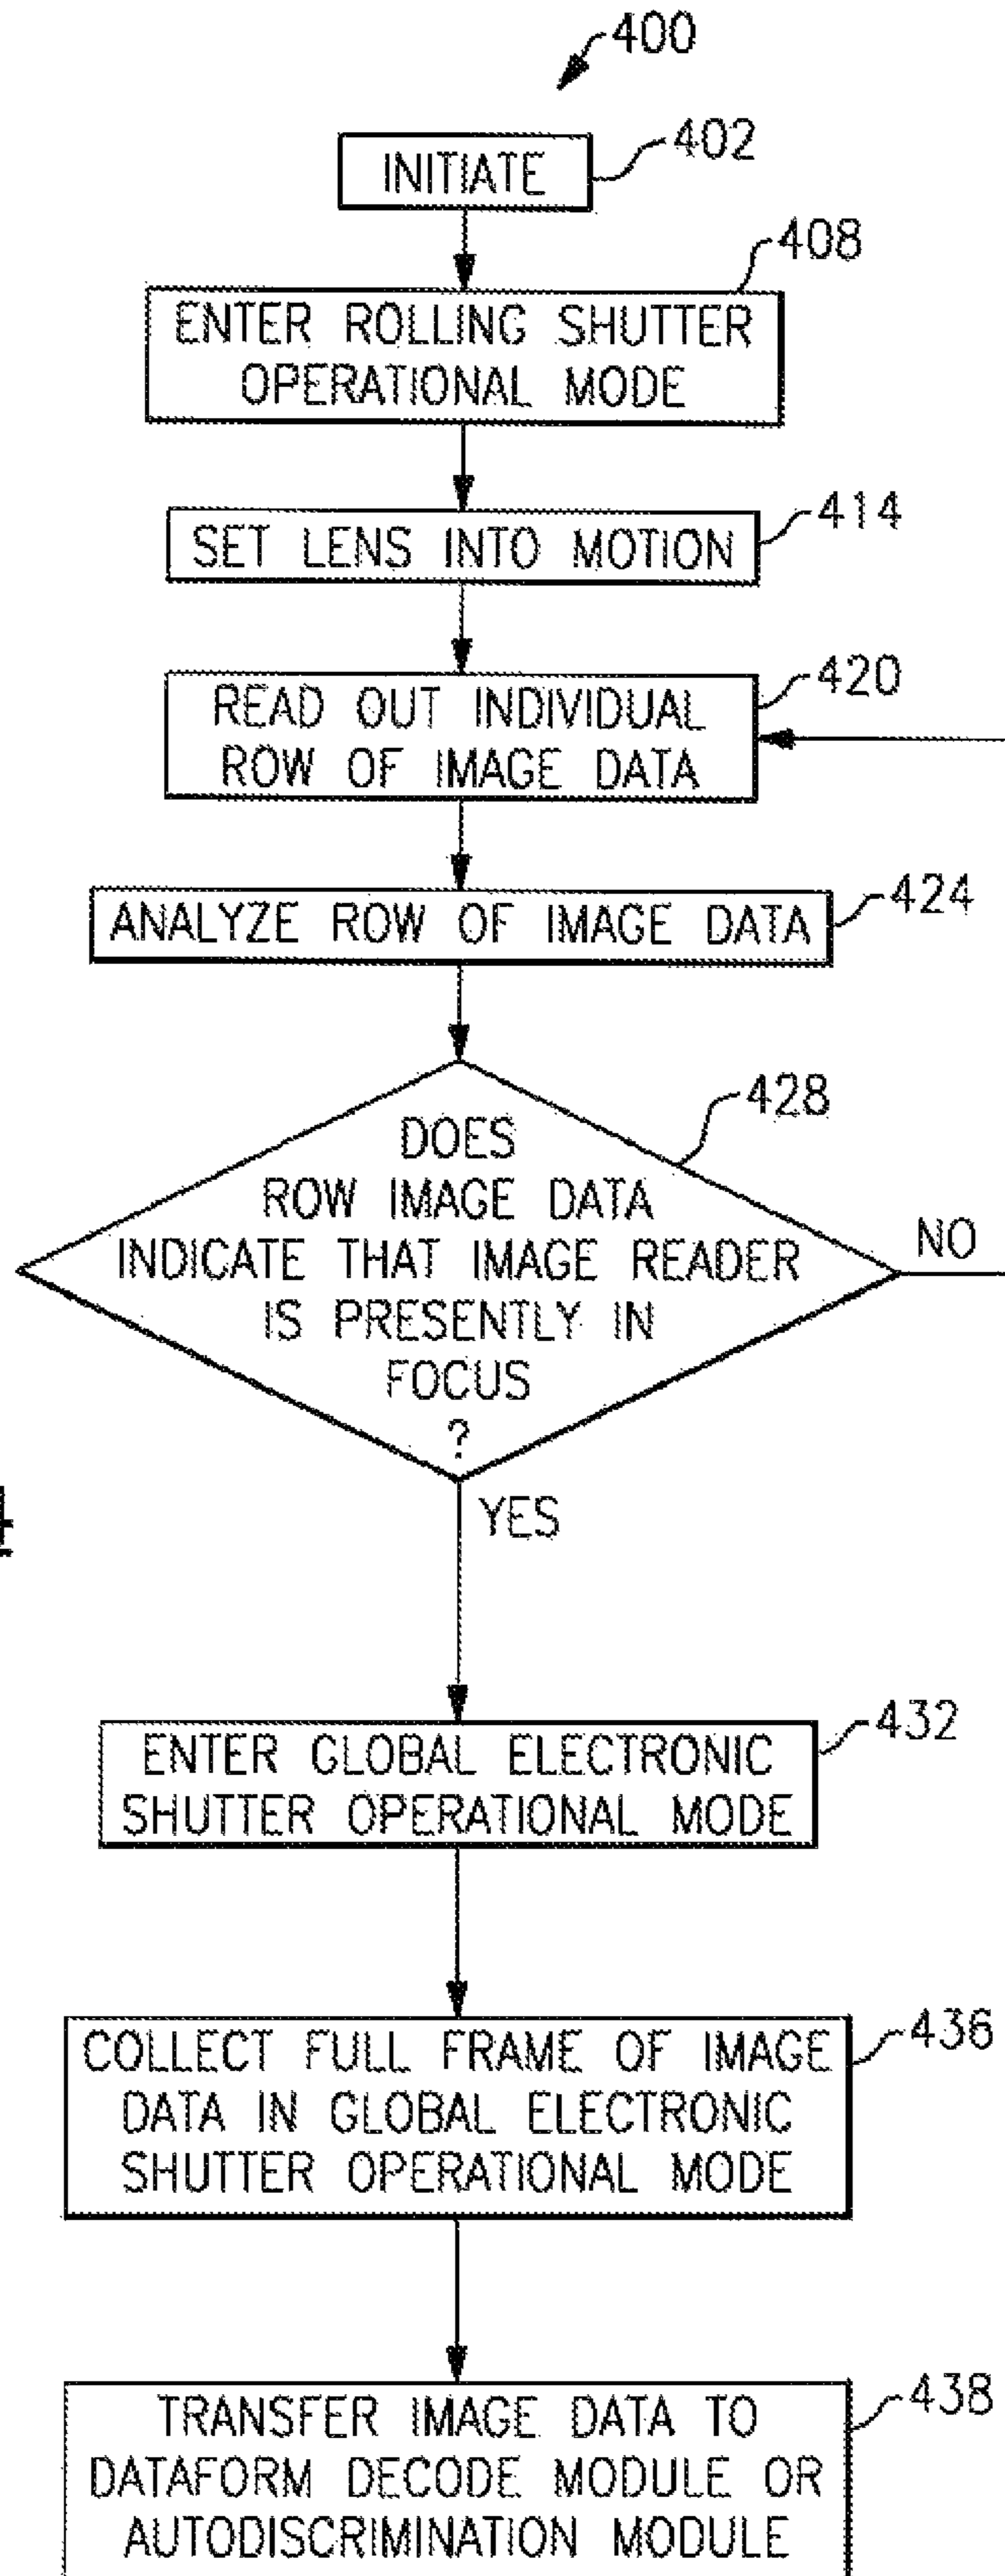 400
INITIATE
402
408
ENTER ROLLING SHUTTER
OPERATIONAL MODE
414
SET LENS INTO MOTION
420
READ OUT INDIVIDUAL
ROW OF IMAGE DATA
424
ANALYZE ROW OF IMAGE DATA
428
DOES
ROW IMAGE DATA
INDICATE THAT IMAGE READER
IS PRESENTLY IN
FOCUS
?
NO
YES
432
ENTER GLOBAL ELECTRONIC
SHUTTER OPERATIONAL MODE
436
COLLECT FULL FRAME OF IMAGE
DATA IN GLOBAL ELECTRONIC
SHUTTER OPERATIONAL MODE
438
TRANSFER IMAGE DATA TO
DATAFORM DECODE MODULE OR
AUTODISCRIMINATION MODULE